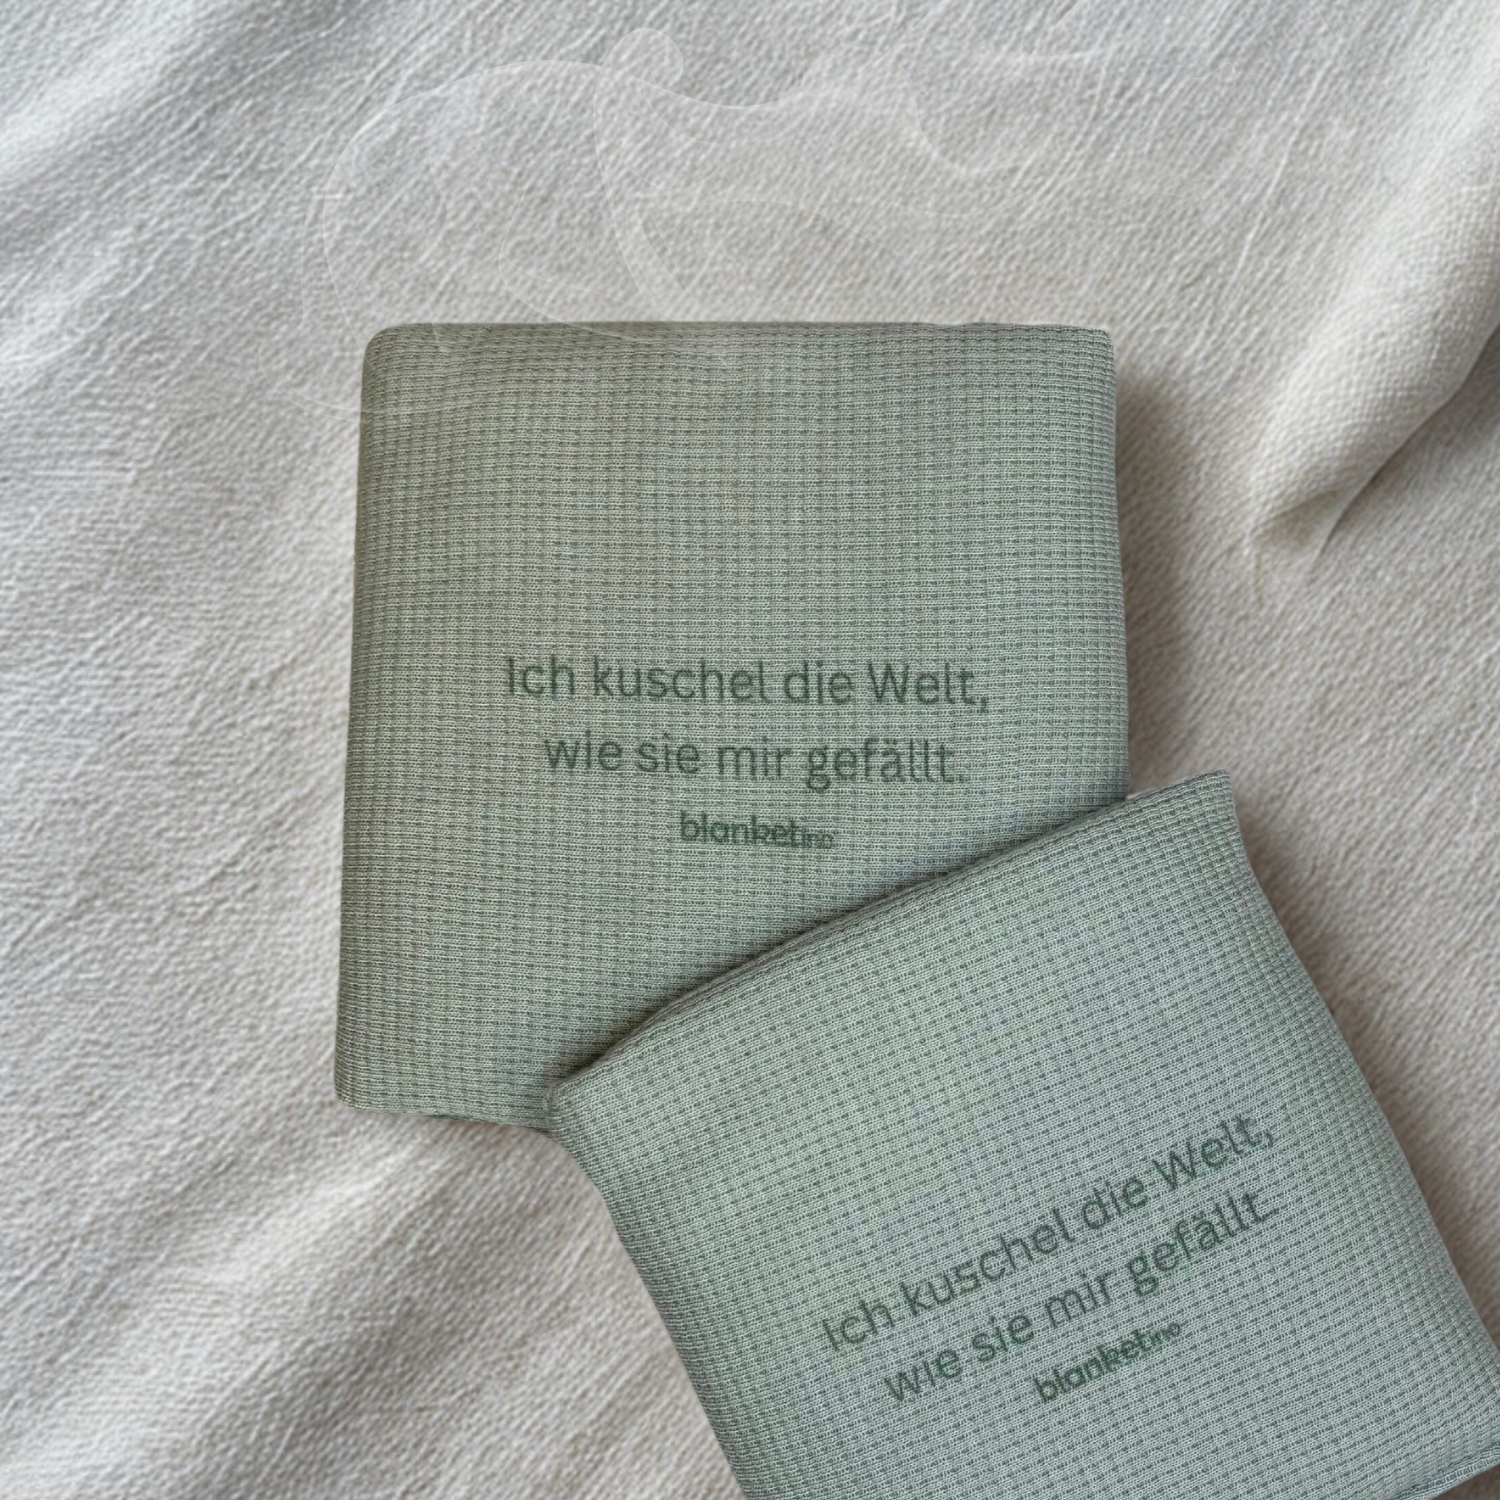 Ich kuschel die Welt,
wie sie mir gefällt.
blanketino
Ich kuschel die Welt,
wie sie mir gefällt.
blanketino